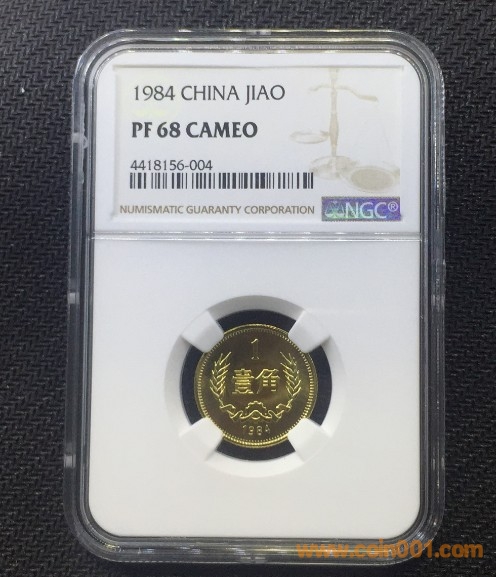 1984 CHINA JIAO
PF 68 CAMEO
4418156-004
NUMISMATIC GUARANTY CORPORATION
NGC®
1
壹角
1984
www.coin001.com